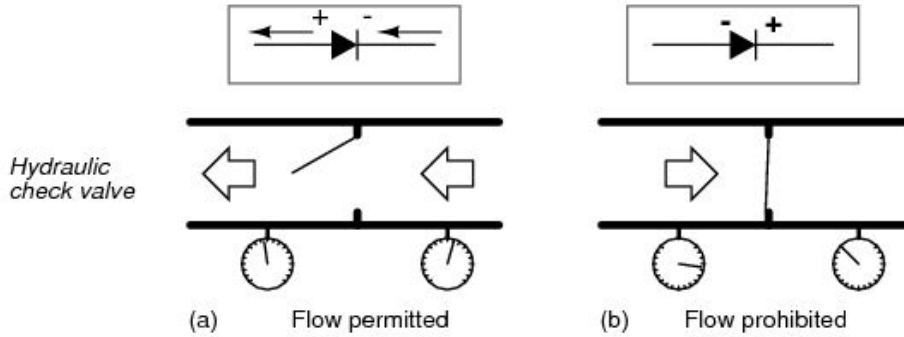 + -
- +
Hydraulic
check valve
(a) Flow permitted
(b) Flow prohibited